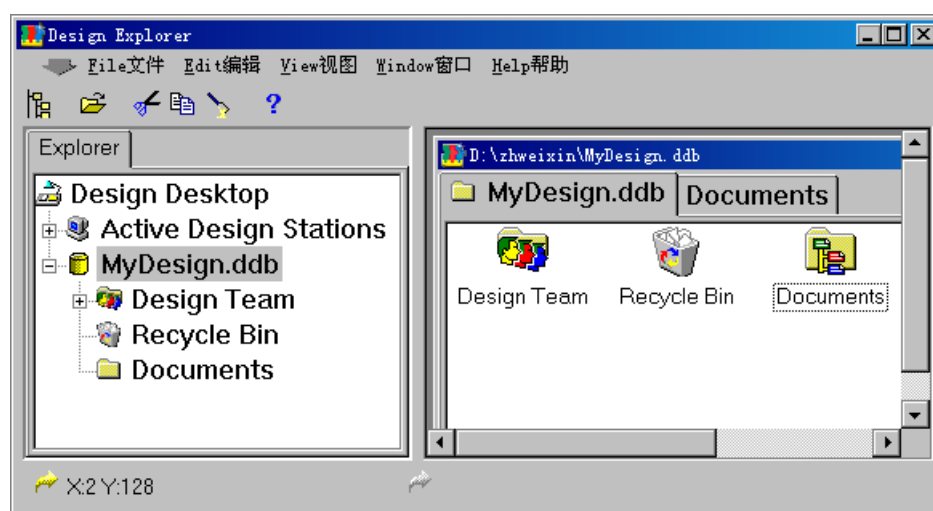 Design Explorer
File文件 Edit编辑 View视图 Window窗口 Help帮助
?
Explorer
Design Desktop
Active Design Stations
MyDesign.ddb
Design Team
Recycle Bin
Documents
D:\zhweixin\MyDesign.ddb
MyDesign.ddb Documents
Design Team Recycle Bin Documents
X:2 Y:128